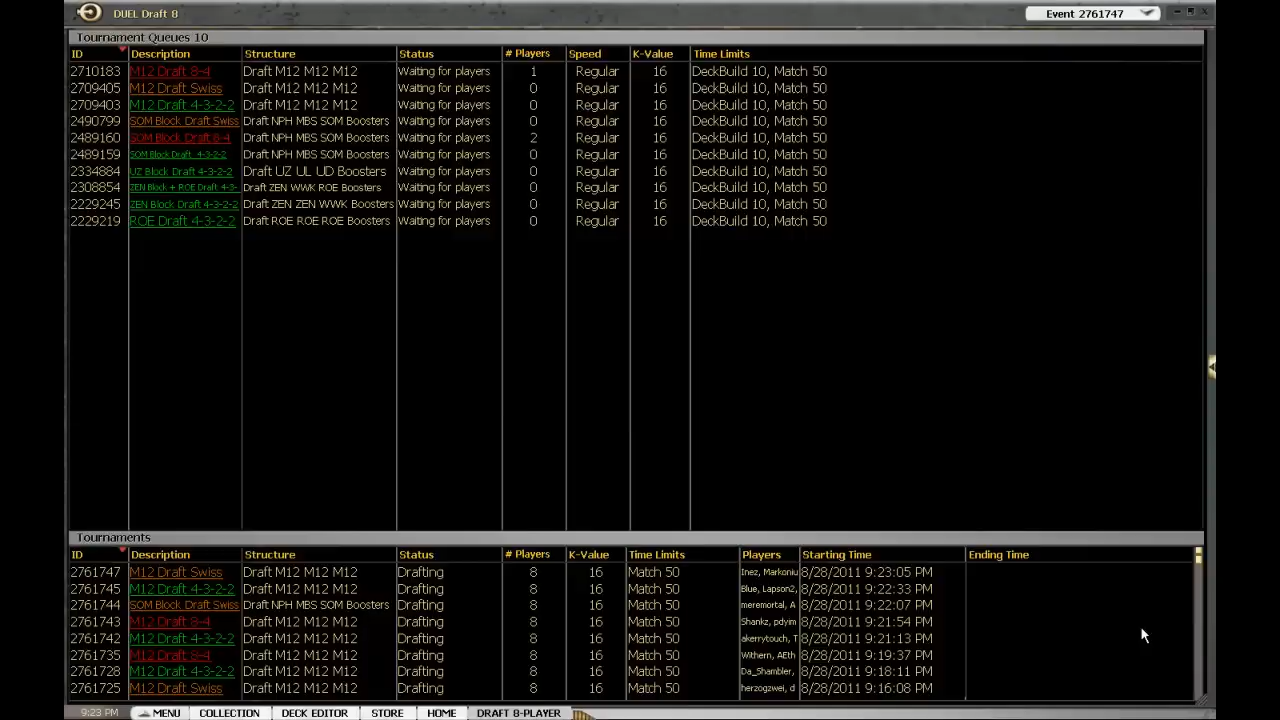 DUEL Draft 8 Event 2761747
Tournament Queues 10
ID Description Structure Status # Players Speed K-Value Time Limits
2710183 M12 Draft 8-4 Draft M12 M12 M12 Waiting for players 1 Regular 16 DeckBuild 10, Match 50
2709405 M12 Draft Swiss Draft M12 M12 M12 Waiting for players 0 Regular 16 DeckBuild 10, Match 50
2709403 M12 Draft 4-3-2-2 Draft M12 M12 M12 Waiting for players 0 Regular 16 DeckBuild 10, Match 50
2490799 SOM Block Draft Swiss Draft NPH MBS SOM Boosters Waiting for players 0 Regular 16 DeckBuild 10, Match 50
2489160 SOM Block Draft 8-4 Draft NPH MBS SOM Boosters Waiting for players 2 Regular 16 DeckBuild 10, Match 50
2489159 SOM Block Draft 4-3-2-2 Draft NPH MBS SOM Boosters Waiting for players 0 Regular 16 DeckBuild 10, Match 50
2334884 UZ Block Draft 4-3-2-2 Draft UZ UL UD Boosters Waiting for players 0 Regular 16 DeckBuild 10, Match 50
2308854 ZEN Block + ROE Draft 4-3- Draft ZEN WWK ROE Boosters Waiting for players 0 Regular 16 DeckBuild 10, Match 50
2229245 ZEN Block Draft 4-3-2-2 Draft ZEN ZEN WWK Boosters Waiting for players 0 Regular 16 DeckBuild 10, Match 50
2229219 ROE Draft 4-3-2-2 Draft ROE ROE ROE Boosters Waiting for players 0 Regular 16 DeckBuild 10, Match 50
Tournaments
ID Description Structure Status # Players K-Value Time Limits Players Starting Time Ending Time
2761747 M12 Draft Swiss Draft M12 M12 M12 Drafting 8 16 Match 50 Inez, Markoniu 8/28/2011 9:23:05 PM
2761745 M12 Draft 4-3-2-2 Draft M12 M12 M12 Drafting 8 16 Match 50 Blue, Lapson2, 8/28/2011 9:22:33 PM
2761744 SOM Block Draft Swiss Draft NPH MBS SOM Boosters Drafting 8 16 Match 50 meremortal, A 8/28/2011 9:22:07 PM
2761743 M12 Draft 8-4 Draft M12 M12 M12 Drafting 8 16 Match 50 Shankz, pdyim 8/28/2011 9:21:54 PM
2761742 M12 Draft 4-3-2-2 Draft M12 M12 M12 Drafting 8 16 Match 50 akerrytouch, T 8/28/2011 9:21:13 PM
2761735 M12 Draft 8-4 Draft M12 M12 M12 Drafting 8 16 Match 50 Withern, AEth 8/28/2011 9:19:37 PM
2761728 M12 Draft 4-3-2-2 Draft M12 M12 M12 Drafting 8 16 Match 50 Da_Shambler, 8/28/2011 9:18:11 PM
2761725 M12 Draft Swiss Draft M12 M12 M12 Drafting 8 16 Match 50 herzogzwei, d 8/28/2011 9:16:08 PM
9:23 PM MENU COLLECTION DECK EDITOR STORE HOME DRAFT 8-PLAYER